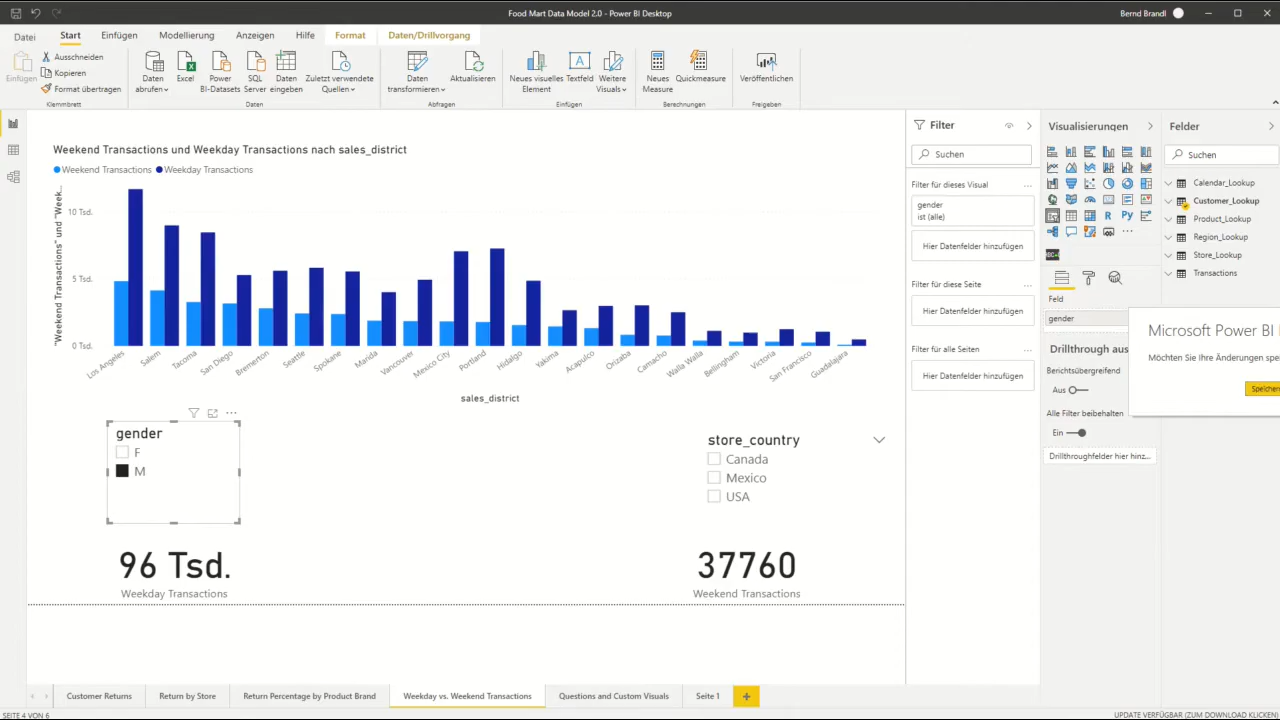 Food Mart Data Model 2.0 - Power BI Desktop
Bernd Brandl
Datei Start Einfügen Modellierung Anzeigen Hilfe Format Daten/Drillvorgang
Einfügen
Ausschneiden
Kopieren
Format übertragen
Klemmbrett
Daten abrufen
Excel
Power BI-Datasets
SQL Server
Daten eingeben
Zuletzt verwendete Quellen
Daten
Daten transformieren
Aktualisieren
Abfragen
Neues visuelles Element
Textfeld
Weitere Visuals
Einfügen
Neues Measure
Quickmeasure
Berechnungen
Veröffentlichen
Freigeben
Weekend Transactions und Weekday Transactions nach sales_district
Weekend Transactions Weekday Transactions
"Weekend Transactions" und "Week...
10 Tsd.
5 Tsd.
0 Tsd.
Los Angeles
Salem
Tacoma
San Diego
Bremerton
Seattle
Spokane
Marida
Vancouver
Mexico City
Portland
Hidalgo
Yakima
Acapulco
Orizaba
Camacho
Walla Walla
Bellingham
Victoria
San Francisco
Guadalajara
sales_district
gender
F
M
store_country
Canada
Mexico
USA
96 Tsd.
Weekday Transactions
37760
Weekend Transactions
Filter
Suchen
Filter für dieses Visual
gender
ist (alle)
Hier Datenfelder hinzufügen
Filter für diese Seite
Hier Datenfelder hinzufügen
Filter für alle Seiten
Hier Datenfelder hinzufügen
Visualisierungen
R Py
Feld
gender
Drillthrough aus
Berichtsübergreifend
Aus
Alle Filter beibehalten
Ein
Drillthroughfelder hier hinz...
Felder
Suchen
Calendar_Lookup
Customer_Lookup
Product_Lookup
Region_Lookup
Store_Lookup
Transactions
Microsoft Power BI
Möchten Sie Ihre Änderungen spe
Speichern
Customer Returns Return by Store Return Percentage by Product Brand Weekday vs. Weekend Transactions Questions and Custom Visuals Seite 1 +
SEITE 4 VON 6
UPDATE VERFÜGBAR (ZUM DOWNLOAD KLICKEN)